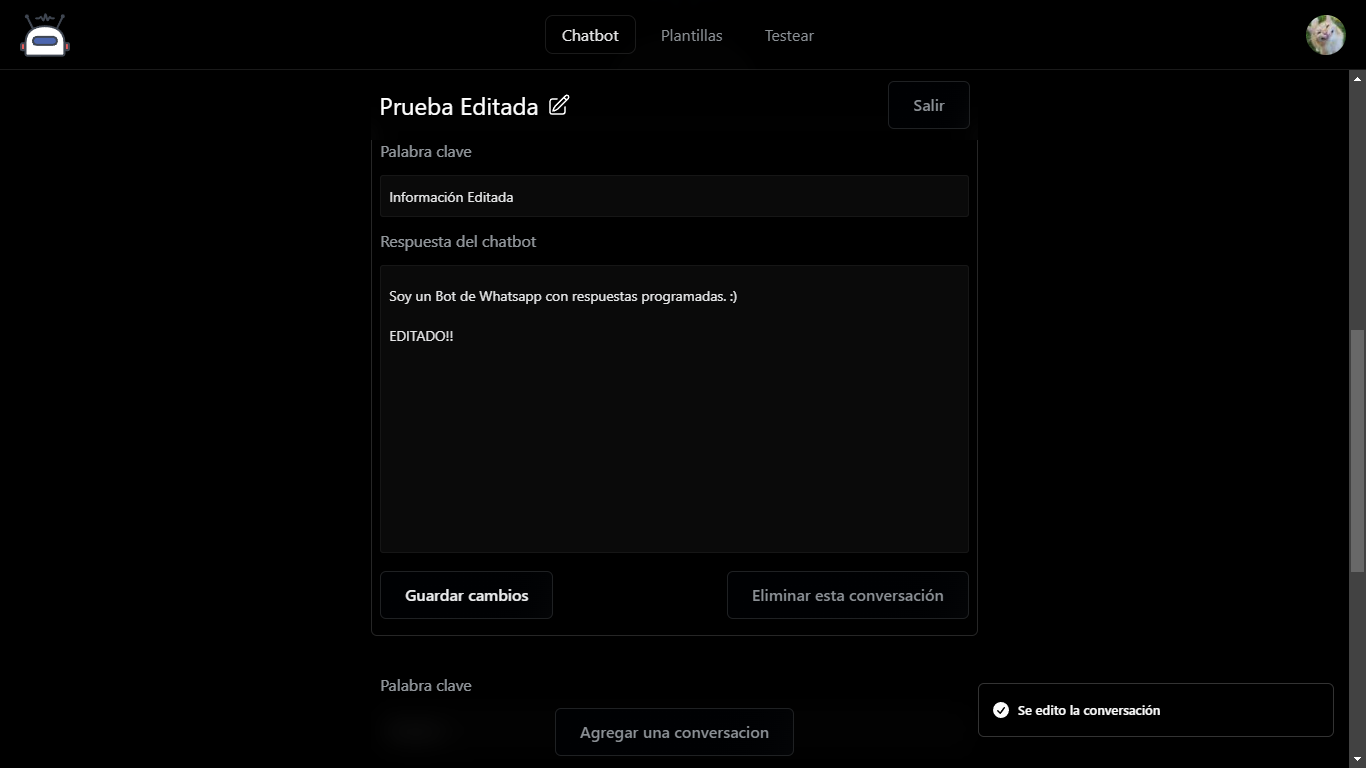 Chatbot Plantillas Testear
Prueba Editada
Salir
Palabra clave
Información Editada
Respuesta del chatbot
Soy un Bot de Whatsapp con respuestas programadas. :)
EDITADO!!
Guardar cambios
Eliminar esta conversación
Palabra clave
Agregar una conversacion
Se edito la conversación